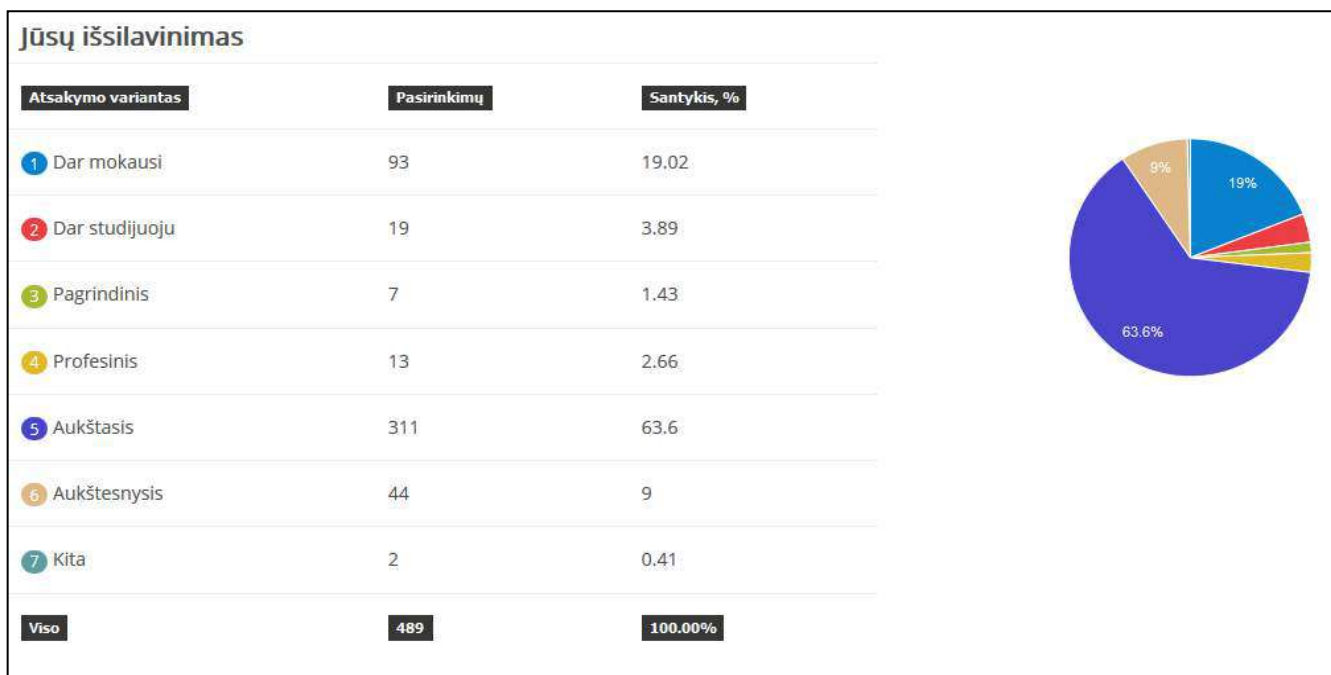 Jūsų išsilavinimas
Atsakymo variantas Pasirinkimų Santykis, %
1 Dar mokausi 93 19.02
2 Dar studijuoju 19 3.89
3 Pagrindinis 7 1.43
4 Profesinis 13 2.66
5 Aukštasis 311 63.6
6 Aukštesnysis 44 9
7 Kita 2 0.41
Viso 489 100.00%
9%
19%
63.6%